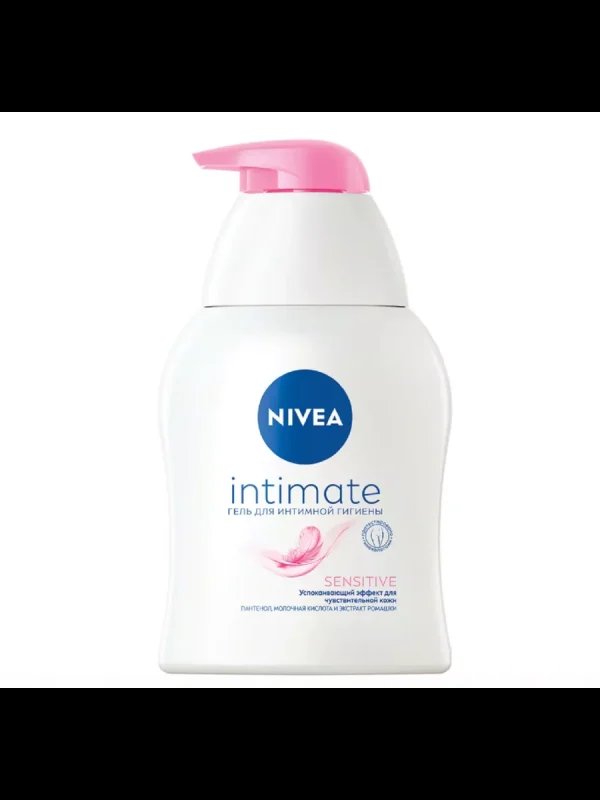 NIVEA
intimate
ГЕЛЬ ДЛЯ ИНТИМНОЙ ГИГИЕНЫ
SENSITIVE
Успокаивающий эффект для
чувствительной кожи
ПАНТЕНОЛ, МОЛОЧНАЯ КИСЛОТА И ЭКСТРАКТ РОМАШКИ